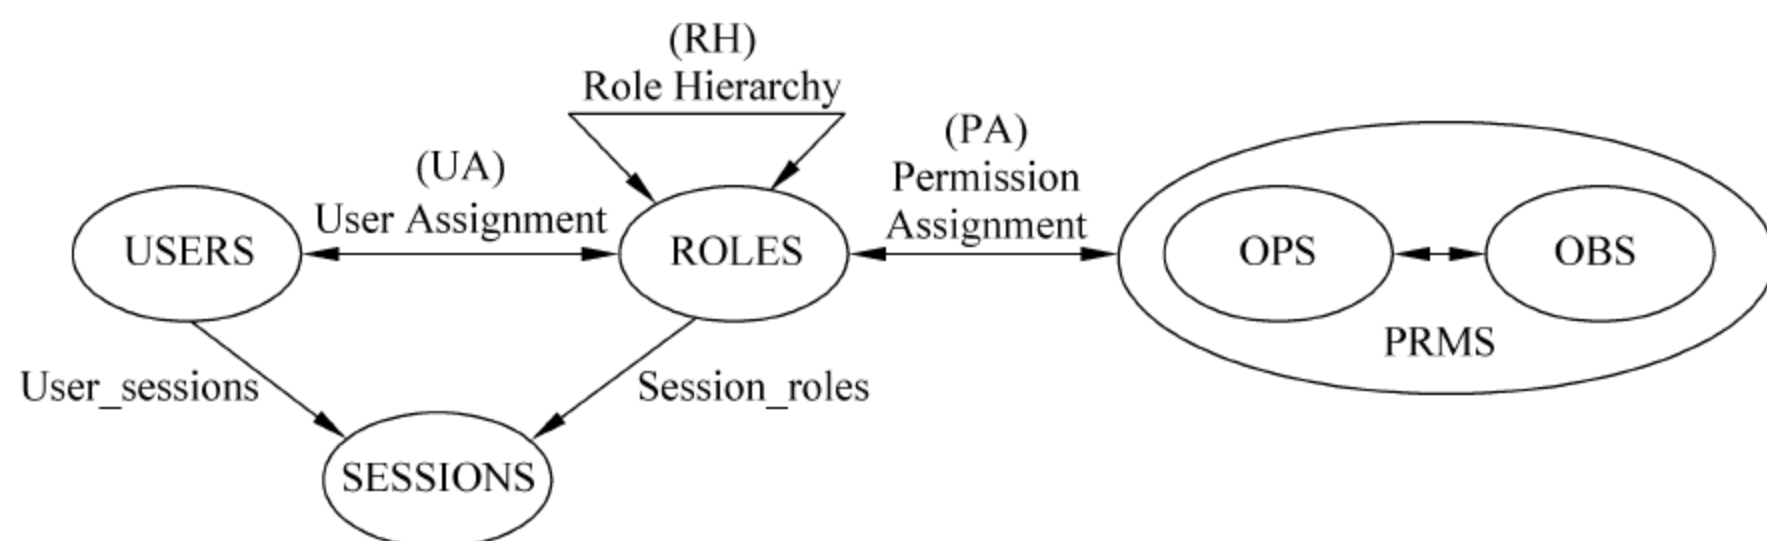 (RH)
Role Hierarchy
(PA)
Permission
Assignment
(UA)
User Assignment
USERS
ROLES
OPS
OBS
PRMS
User_sessions
Session_roles
SESSIONS